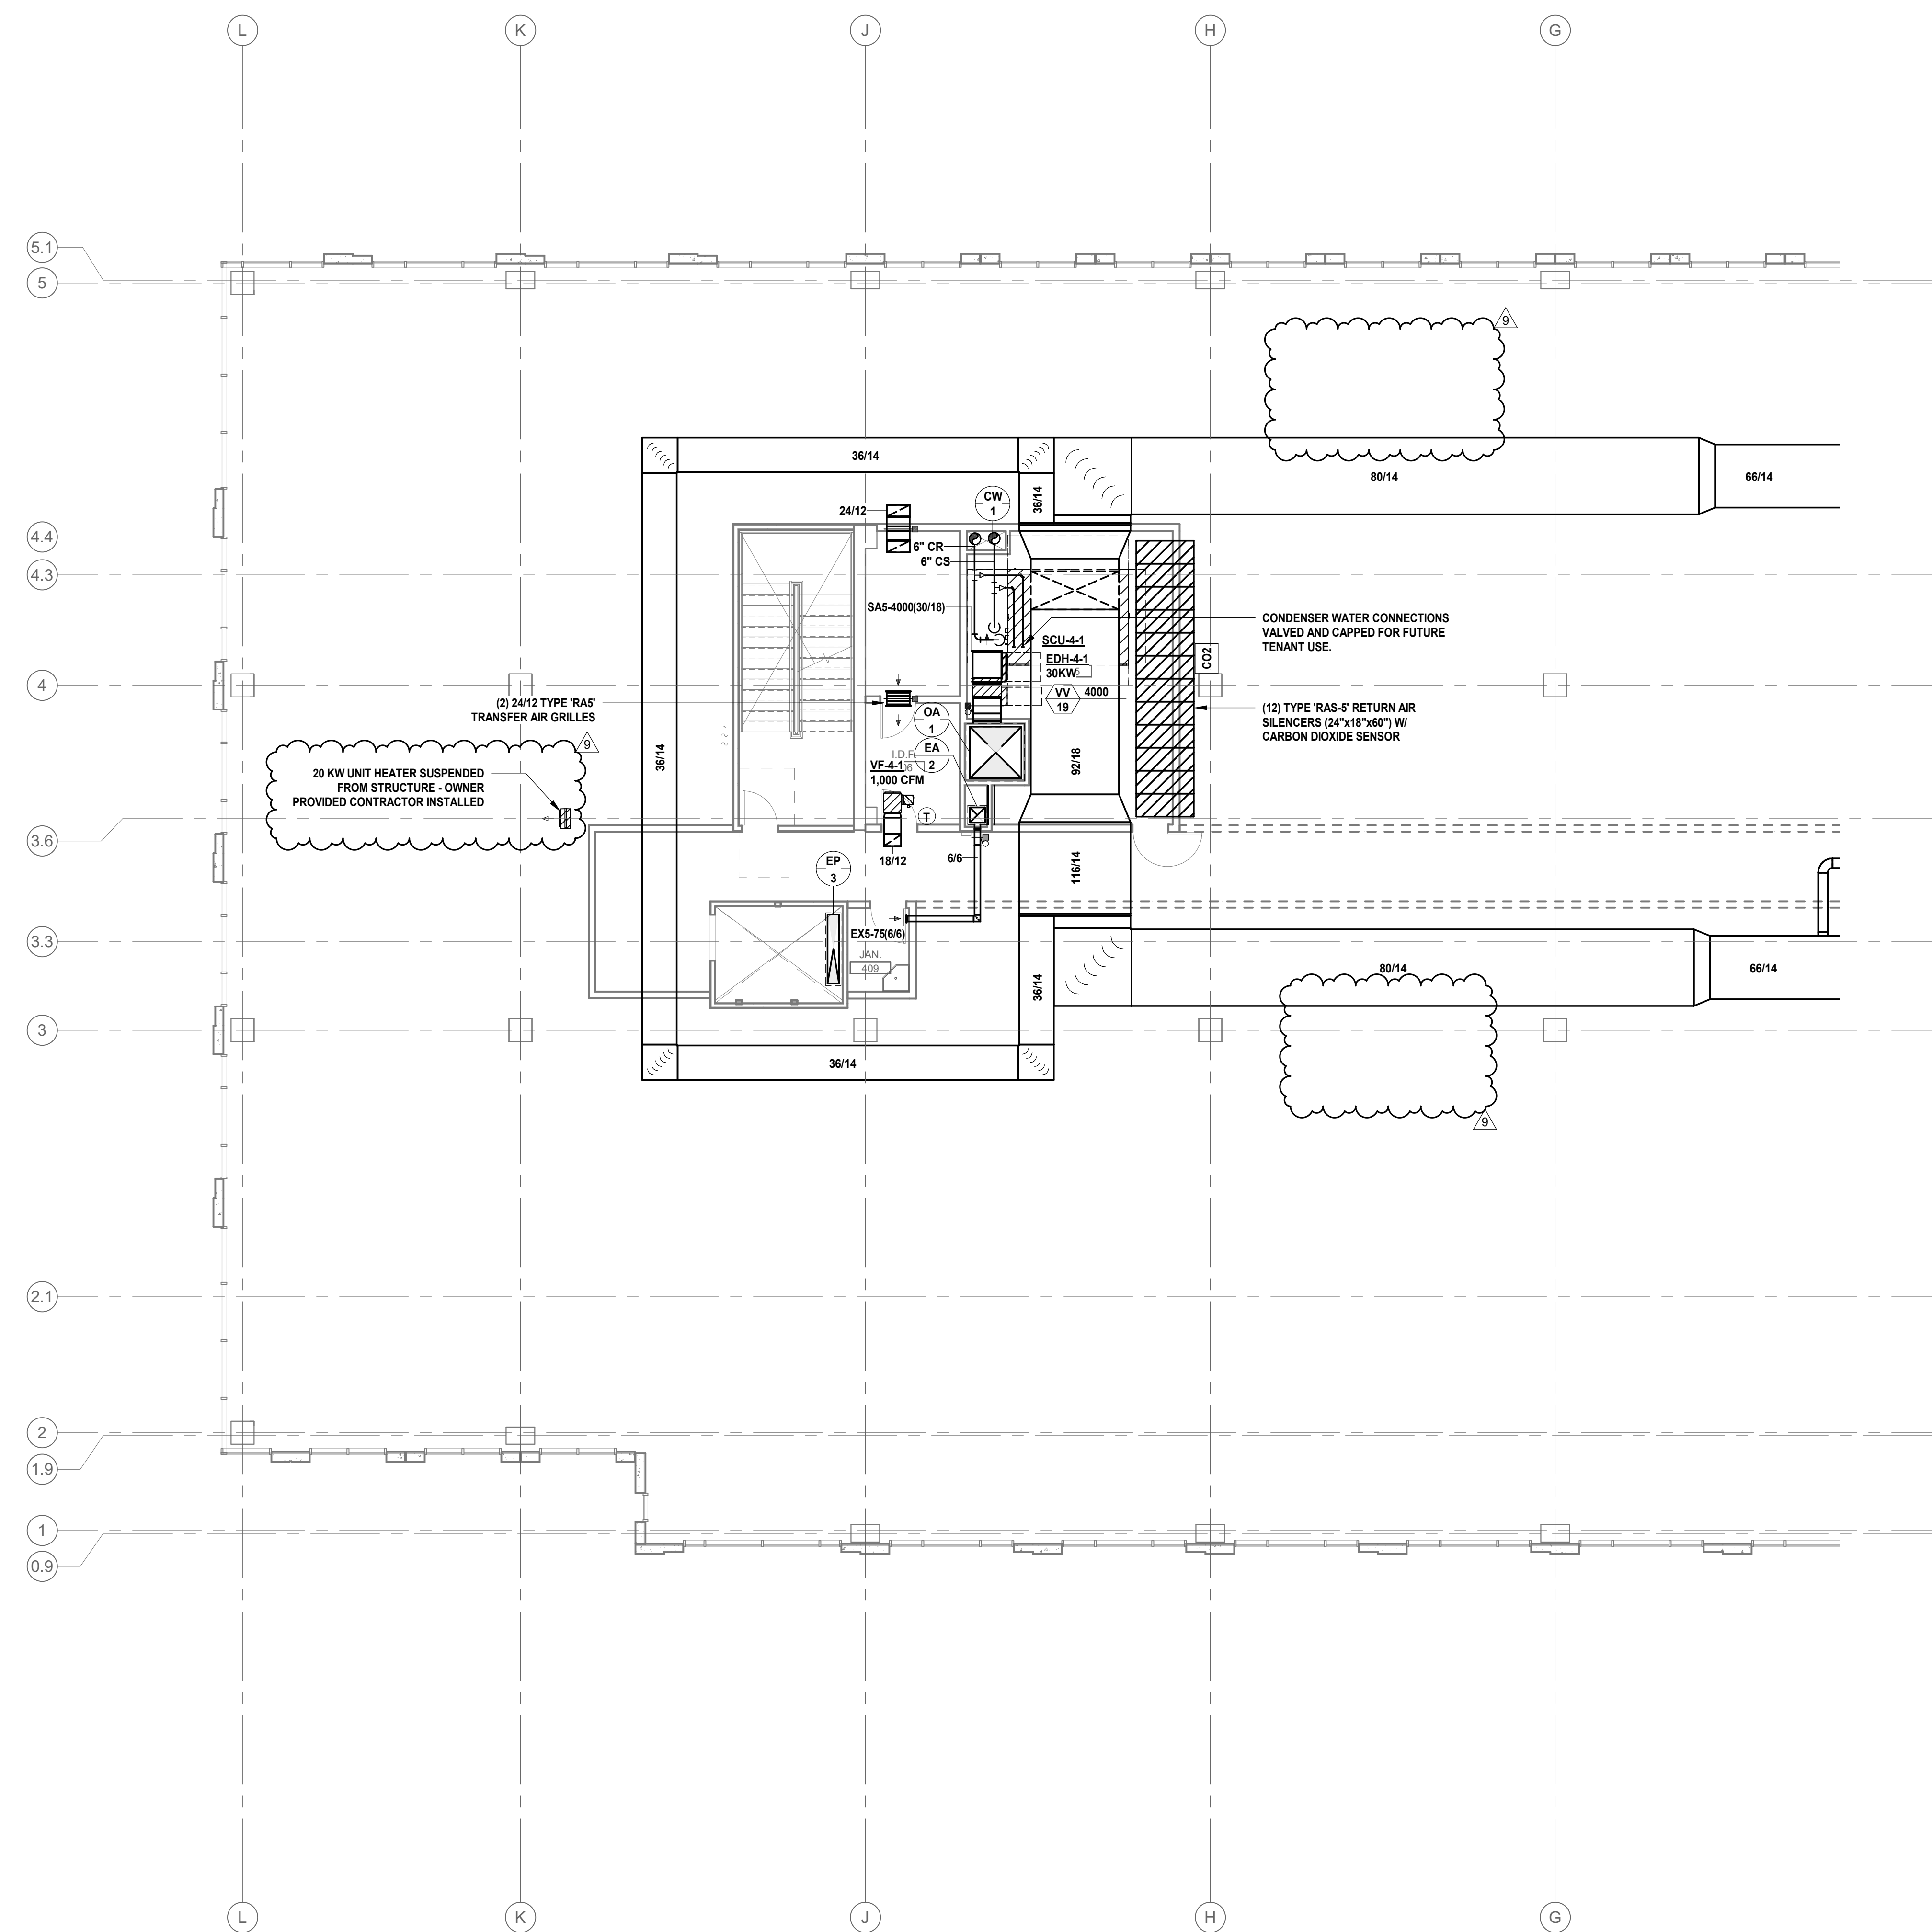 L
K
J
H
G
5.1
5
9
36/14
80/14
66/14
36/14
24/12
CW
1
4.4
6" CR
6" CS
4.3
SA5-4000(30/18)
CONDENSER WATER CONNECTIONS
VALVED AND CAPPED FOR FUTURE
TENANT USE.
SCU-4-1
EDH-4-1
30KW
CO2
4
VV
19
4000
(2) 24/12 TYPE 'RA5'
TRANSFER AIR GRILLES
(12) TYPE 'RAS-5' RETURN AIR
SILENCERS (24"x18"x60") W/
CARBON DIOXIDE SENSOR
OA
1
9
36/14
I.D.F.
EA
2
92/18
VF-4-1
1,000 CFM
20 KW UNIT HEATER SUSPENDED
FROM STRUCTURE - OWNER
PROVIDED CONTRACTOR INSTALLED
T
3.6
18/12
6/6
EP
3
116/14
EX5-75(6/6)
3.3
JAN.
409
80/14
66/14
36/14
3
36/14
9
2.1
2
1.9
1
0.9
L
K
J
H
G